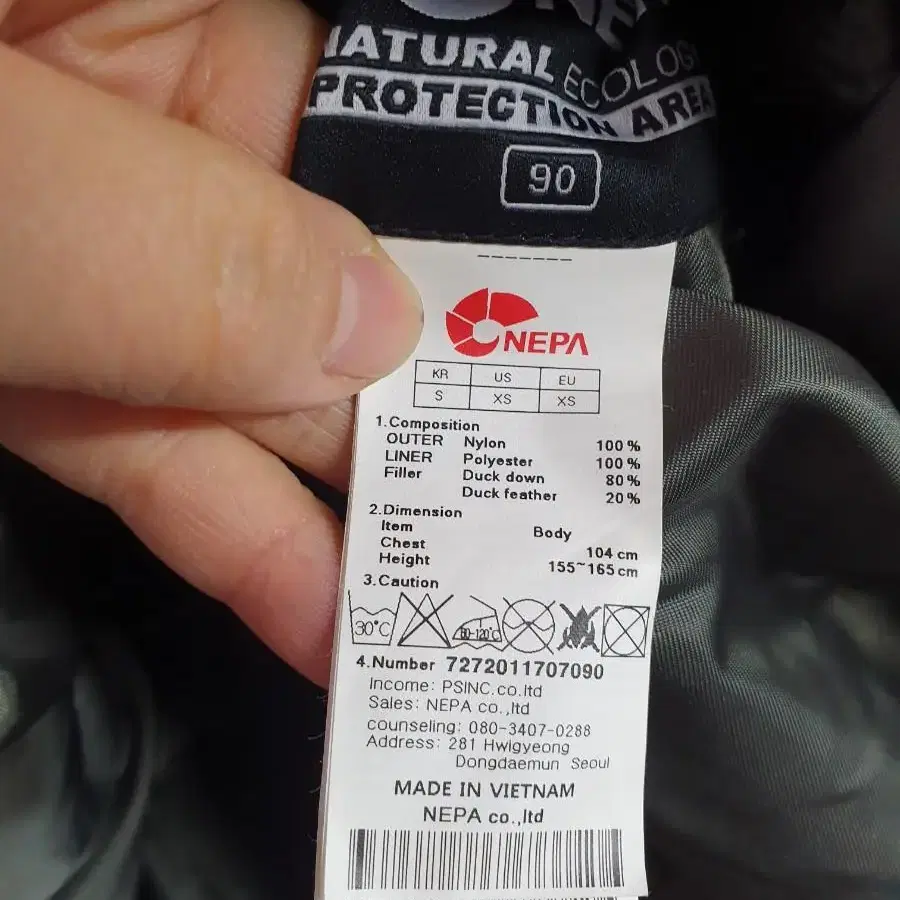 NATURAL ECOLOGY
PROTECTION AREA
90
NEPA
KR US EU
S XS XS
1.Composition
OUTER Nylon 100 %
LINER Polyester 100 %
Filler Duck down 80 %
Duck feather 20 %
2.Dimension
Item Body
Chest 104 cm
Height 155~165cm
3.Caution
30°C 80-120°C
4.Number 7272011707090
Income: PSINC.co.ltd
Sales: NEPA co.,ltd
counseling: 080-3407-0288
Address: 281 Hwigyeong
Dongdaemun Seoul
MADE IN VIETNAM
NEPA co.,ltd